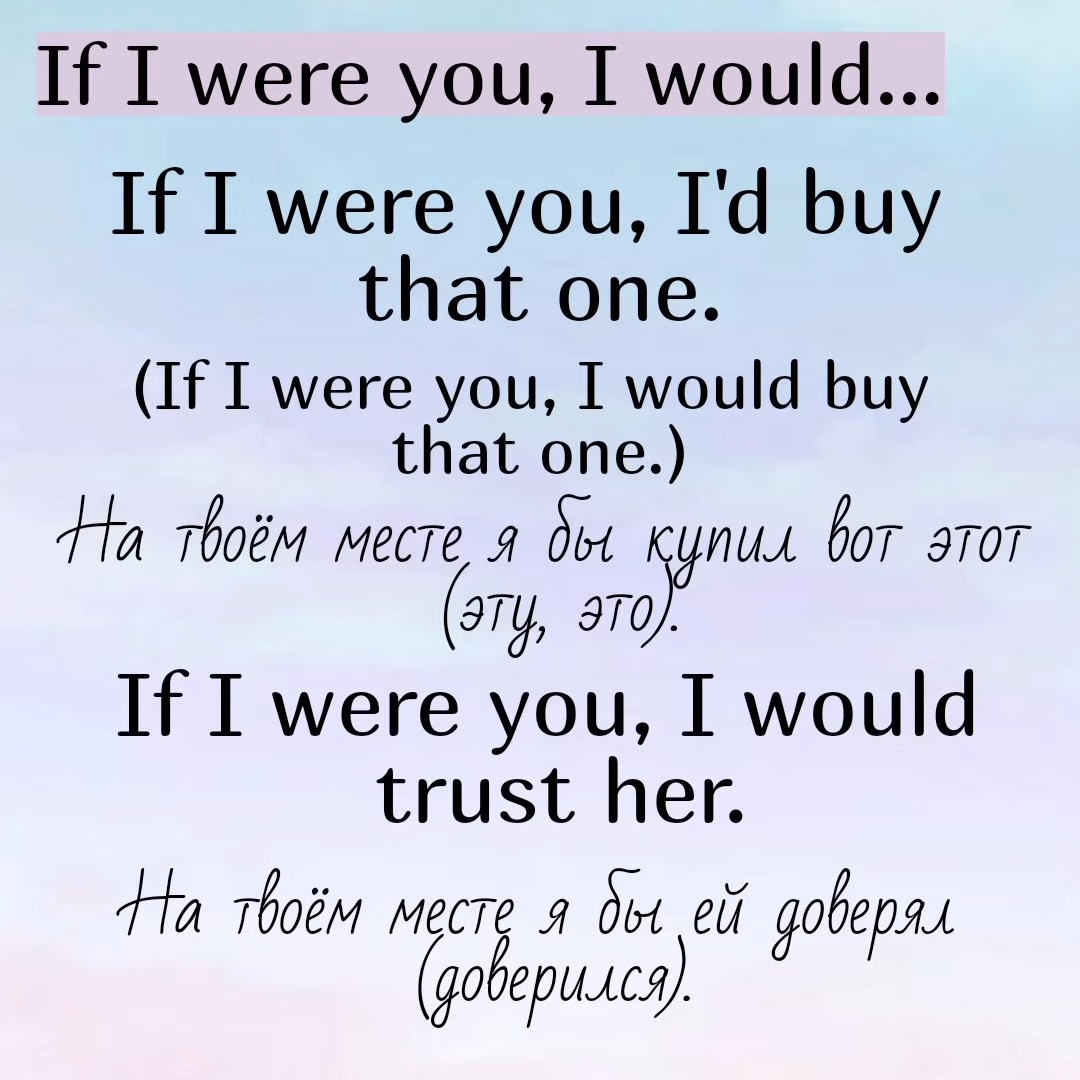 If I were you, I would...
If I were you, I'd buy
that one.
(If I were you, I would buy
that one.)
На твоём месте я бы купил вот этот
(эту, это).
If I were you, I would
trust her.
На твоём месте я бы ей доверял
(доверился).